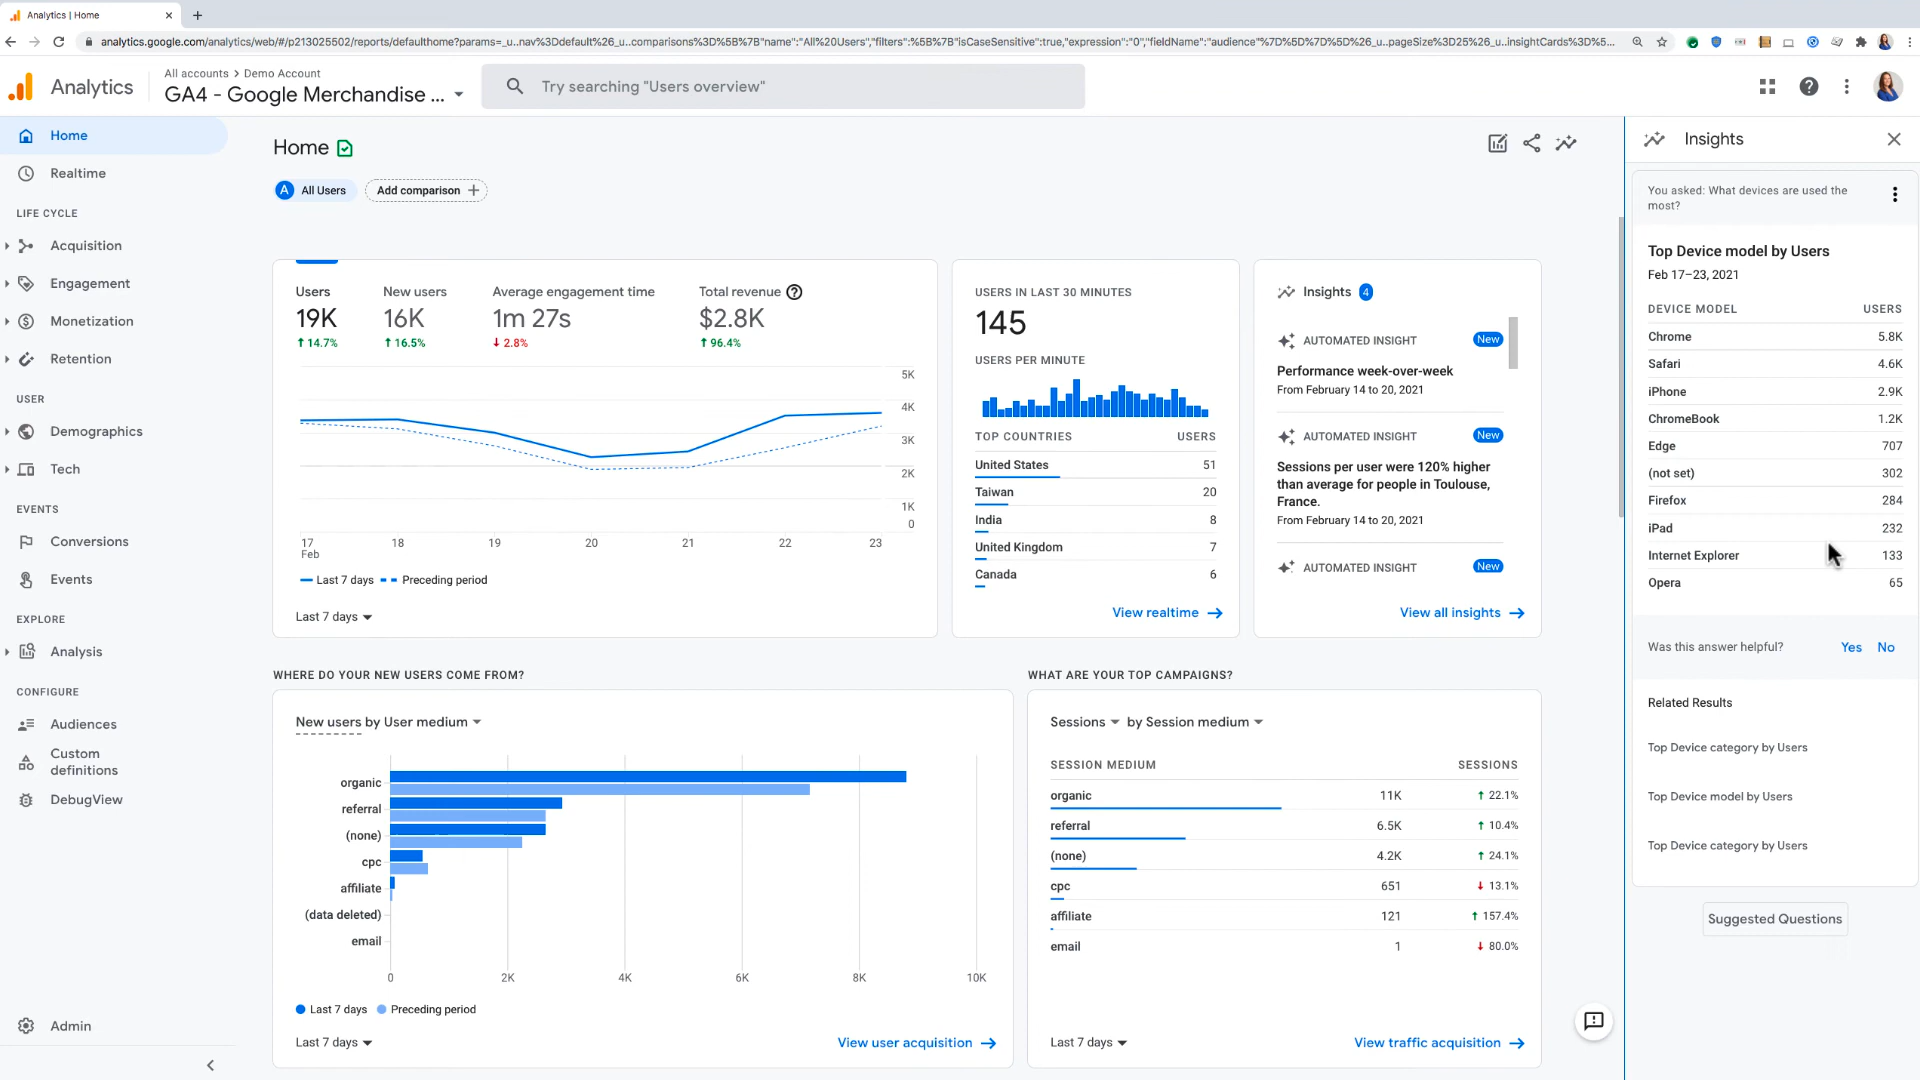 Analytics | Home
analytics.google.com/analytics/web/#/p213025502/reports/defaulthome?params=_u..nav%3Ddefault%26_u..comparisons%3D%5B%7B"name":"All%20Users","filters":%5B%7B"isCaseSensitive":true,"expression":"0","fieldName":"audience"%7D%5D%7D%5D%26_u..pageSize%3D25%26_u..insightCards%3D%5...
Analytics
All accounts > Demo Account
GA4 - Google Merchandise ...
Try searching "Users overview"
Home
Realtime
LIFE CYCLE
Acquisition
Engagement
Monetization
Retention
USER
Demographics
Tech
EVENTS
Conversions
Events
EXPLORE
Analysis
CONFIGURE
Audiences
Custom
definitions
DebugView
Admin
Home
A All Users
Add comparison +
Users
19K
14.7%
New users
16K
16.5%
Average engagement time
1m 27s
2.8%
Total revenue
$2.8K
96.4%
5K
4K
3K
2K
1K
0
17 18 19 20 21 22 23
Feb
Last 7 days Preceding period
Last 7 days
USERS IN LAST 30 MINUTES
145
USERS PER MINUTE
TOP COUNTRIES USERS
United States 51
Taiwan 20
India 8
United Kingdom 7
Canada 6
View realtime
Insights 4
AUTOMATED INSIGHT New
Performance week-over-week
From February 14 to 20, 2021
AUTOMATED INSIGHT New
Sessions per user were 120% higher
than average for people in Toulouse,
France.
From February 14 to 20, 2021
AUTOMATED INSIGHT New
View all insights
WHERE DO YOUR NEW USERS COME FROM?
New users by User medium
organic
referral
(none)
cpc
affiliate
(data deleted)
email
0 2K 4K 6K 8K 10K
Last 7 days Preceding period
Last 7 days
View user acquisition
WHAT ARE YOUR TOP CAMPAIGNS?
Sessions by Session medium
SESSION MEDIUM SESSIONS
organic 11K 22.1%
referral 6.5K 10.4%
(none) 4.2K 24.1%
cpc 651 13.1%
affiliate 121 157.4%
email 1 80.0%
Last 7 days
View traffic acquisition
Insights
You asked: What devices are used the
most?
Top Device model by Users
Feb 17–23, 2021
DEVICE MODEL USERS
Chrome 5.8K
Safari 4.6K
iPhone 2.9K
ChromeBook 1.2K
Edge 707
(not set) 302
Firefox 284
iPad 232
Internet Explorer 133
Opera 65
Was this answer helpful? Yes No
Related Results
Top Device category by Users
Top Device model by Users
Top Device category by Users
Suggested Questions